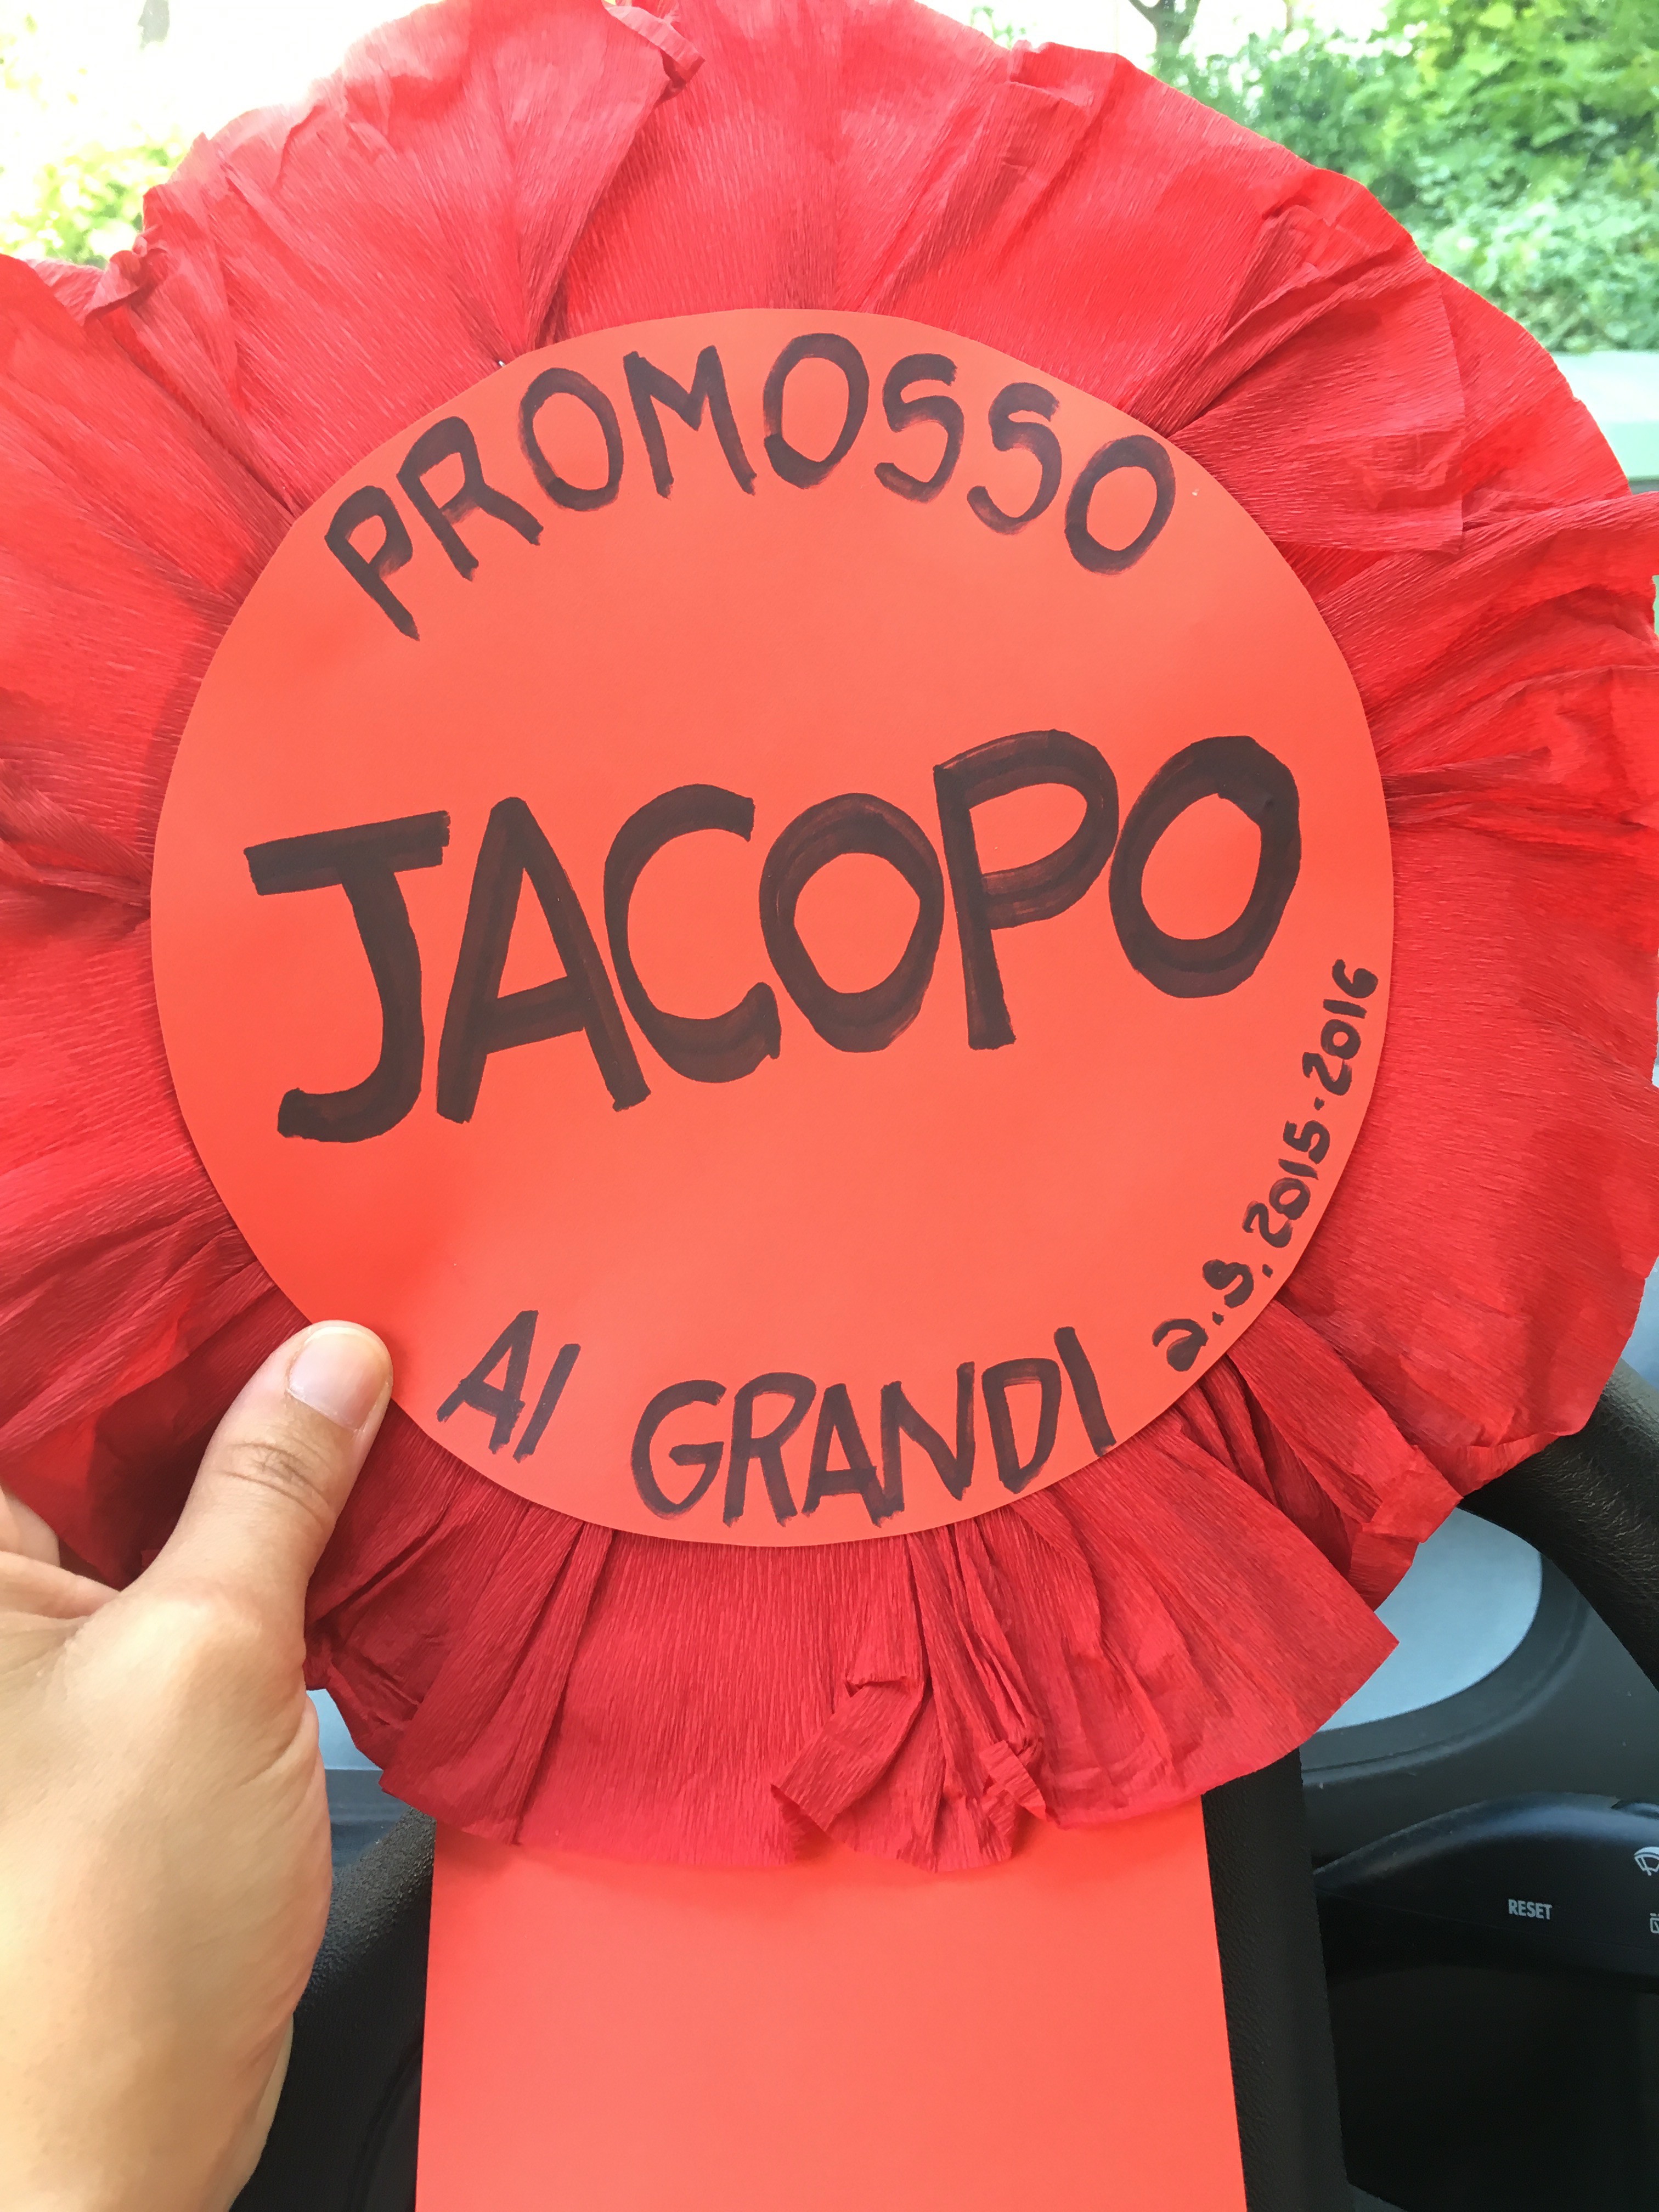 PROMOSSO
JACOPO
AI GRANDI
a.s. 2015-2016
RESET